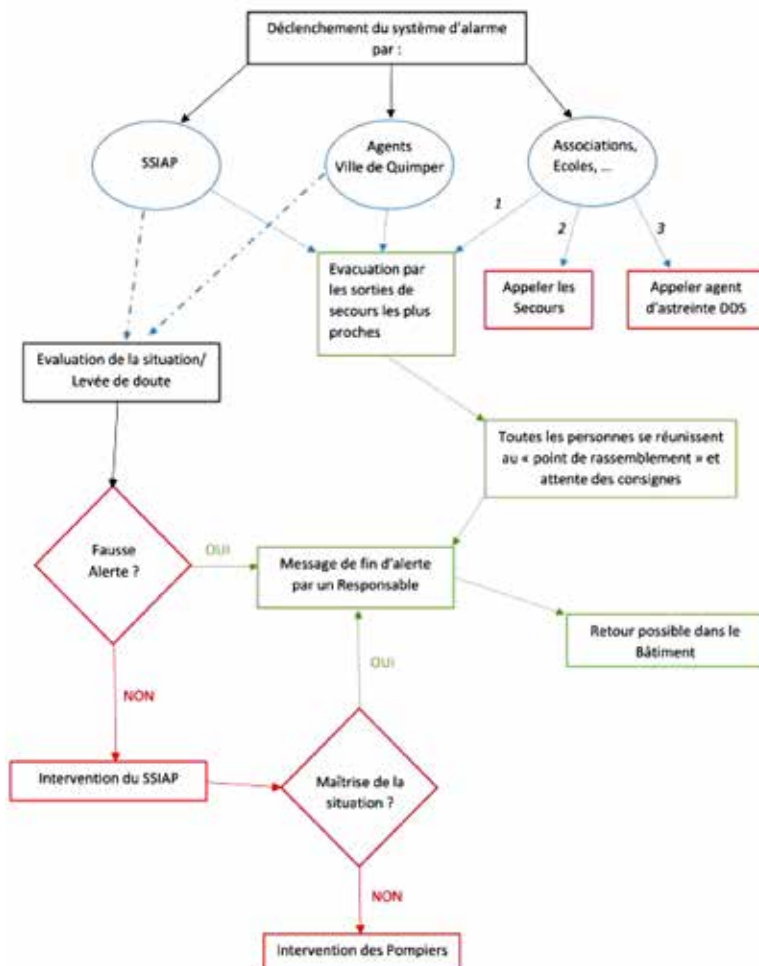 Déclenchement du système d'alarme
par :
SSIAP
Agents
Ville de Quimper
Associations,
Ecoles, ...
1
2
3
Evacuation par
les sorties de
secours les plus
proches
Appeler les
Secours
Appeler agent
d'astreinte DDS
Evaluation de la situation/
Levée de doute
Toutes les personnes se réunissent
au « point de rassemblement » et
attente des consignes
Fausse
Alerte ?
OUI
Message de fin d'alerte
par un Responsable
Retour possible dans le
Bâtiment
OUI
NON
Intervention du SSIAP
Maîtrise de la
situation ?
NON
Intervention des Pompiers